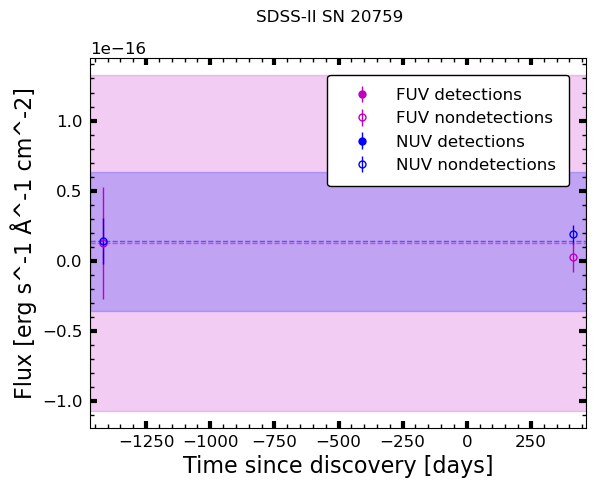 SDSS-II SN 20759
1e−16
FUV detections
FUV nondetections
NUV detections
NUV nondetections
1.0
0.5
0.0
−0.5
−1.0
Flux [erg s^-1 Å^-1 cm^-2]
−1250 −1000 −750 −500 −250 0 250
Time since discovery [days]